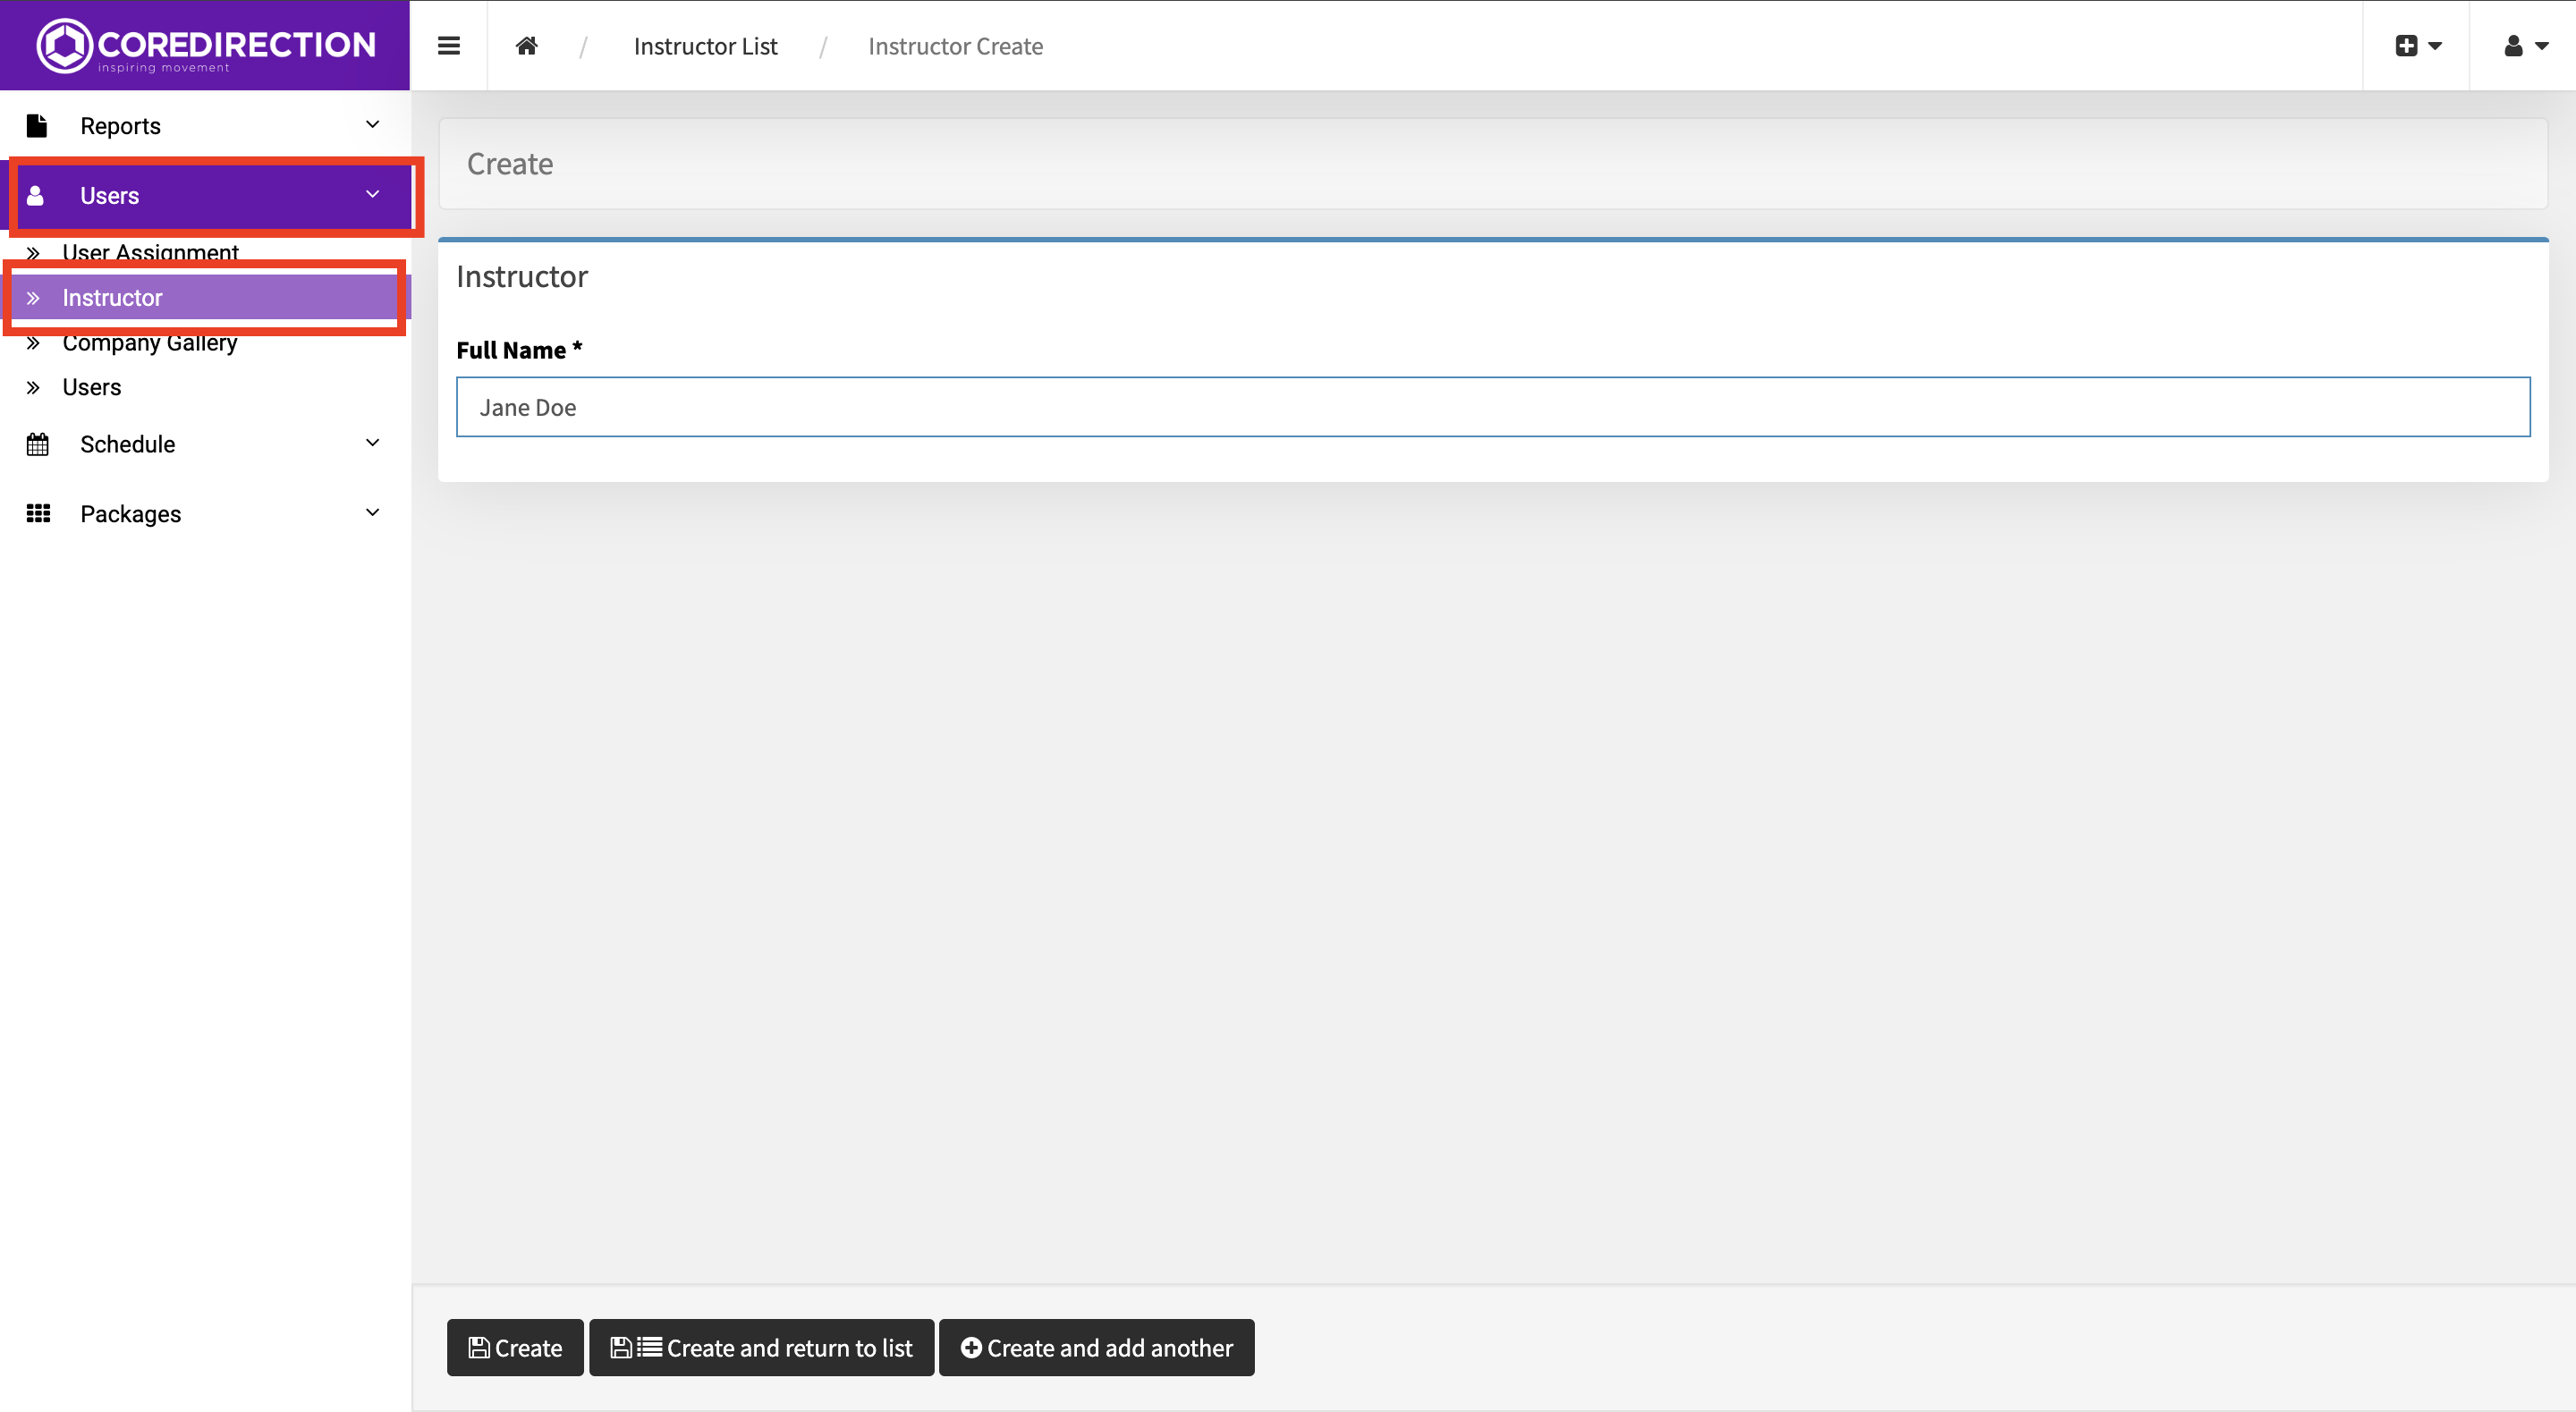 COREDIRECTION
inspiring movement
/ Instructor List / Instructor Create
Reports
Users
» User Assignment
» Instructor
» Company Gallery
» Users
Schedule
Packages
Create
Instructor
Full Name *
Jane Doe
Create
Create and return to list
Create and add another